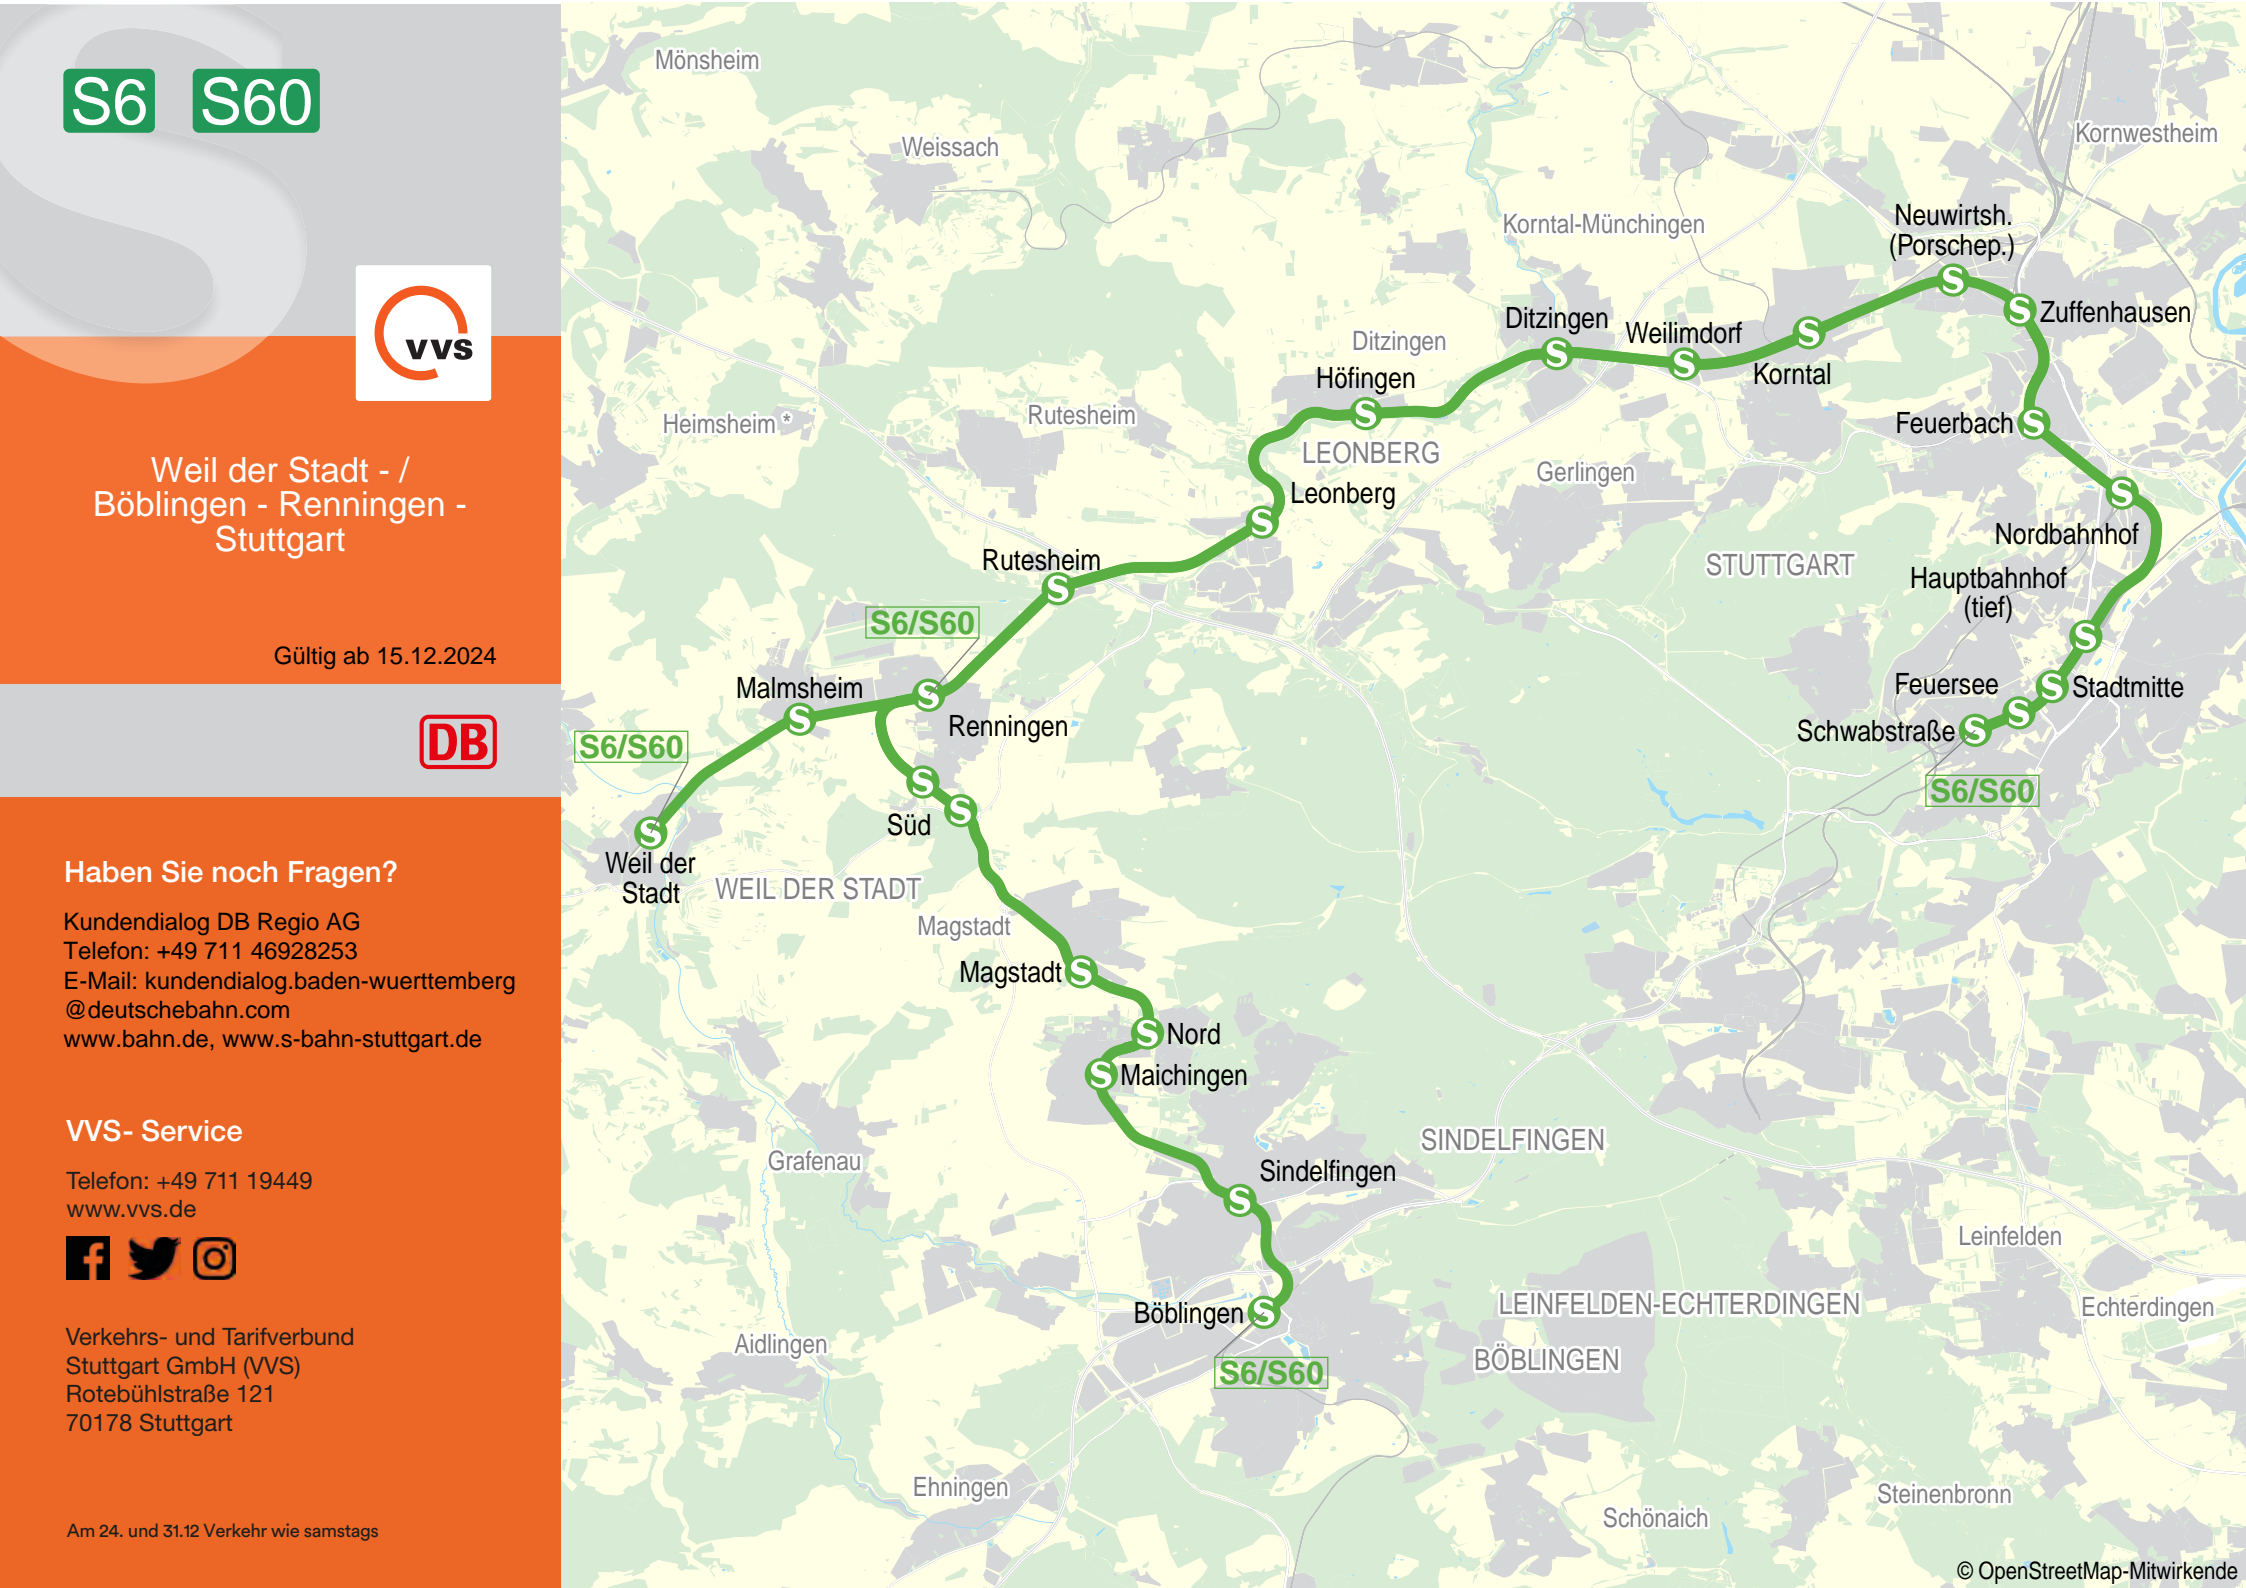 S6 S60
vvs
Weil der Stadt - /
Böblingen - Renningen -
Stuttgart
Gültig ab 15.12.2024
DB
Haben Sie noch Fragen?
Kundendialog DB Regio AG
Telefon: +49 711 46928253
E-Mail: kundendialog.baden-wuerttemberg
@deutschebahn.com
www.bahn.de, www.s-bahn-stuttgart.de
VVS- Service
Telefon: +49 711 19449
www.vvs.de
Verkehrs- und Tarifverbund
Stuttgart GmbH (VVS)
Rotebühlstraße 121
70178 Stuttgart
Am 24. und 31.12 Verkehr wie samstags
Mönsheim
Weissach
Kornwestheim
Korntal-Münchingen
Neuwirtsh.
(Porschep.)
Zuffenhausen
Ditzingen
Weilimdorf
Ditzingen
Korntal
Höfingen
Heimsheim *
Rutesheim
Feuerbach
LEONBERG
Gerlingen
Leonberg
Nordbahnhof
Rutesheim
STUTTGART
Hauptbahnhof
(tief)
S6/S60
Malmsheim
Feuersee
Stadtmitte
Renningen
Schwabstraße
S6/S60
S6/S60
Süd
Weil der
Stadt
WEIL DER STADT
Magstadt
Magstadt
Nord
Maichingen
SINDELFINGEN
Grafenau
Sindelfingen
Leinfelden
LEINFELDEN-ECHTERDINGEN
Echterdingen
Böblingen
Aidlingen
BÖBLINGEN
S6/S60
Ehningen
Steinenbronn
Schönaich
© OpenStreetMap-Mitwirkende